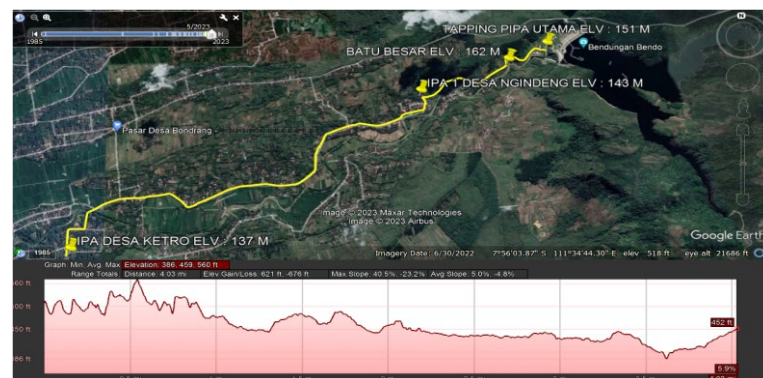 5/2023
1985
2023
TAPPING PIPA UTAMA ELV : 151 M
Bendungan Bendo
BATU BESAR ELV : 162 M
IPA 1 DESA NGINDENG ELV : 143 M
Pasar Desa Bondrang
Image © 2023 Maxar Technologies
Image © 2023 Airbus
IPA DESA KETRO ELV : 137 M
Google Earth
1985
Imagery Date: 6/30/2022 7°56'03.87" S 111°34'44.30" E elev 518 ft eye alt 21686 ft
Graph: Min, Avg, Max Elevation: 386, 459, 560 ft
Range Totals: Distance: 4.03 mi Elev Gain/Loss: 621 ft, -676 ft Max Slope: 40.5%, -23.2% Avg Slope: 5.0%, -4.8%
452 ft
386 ft
5.9%